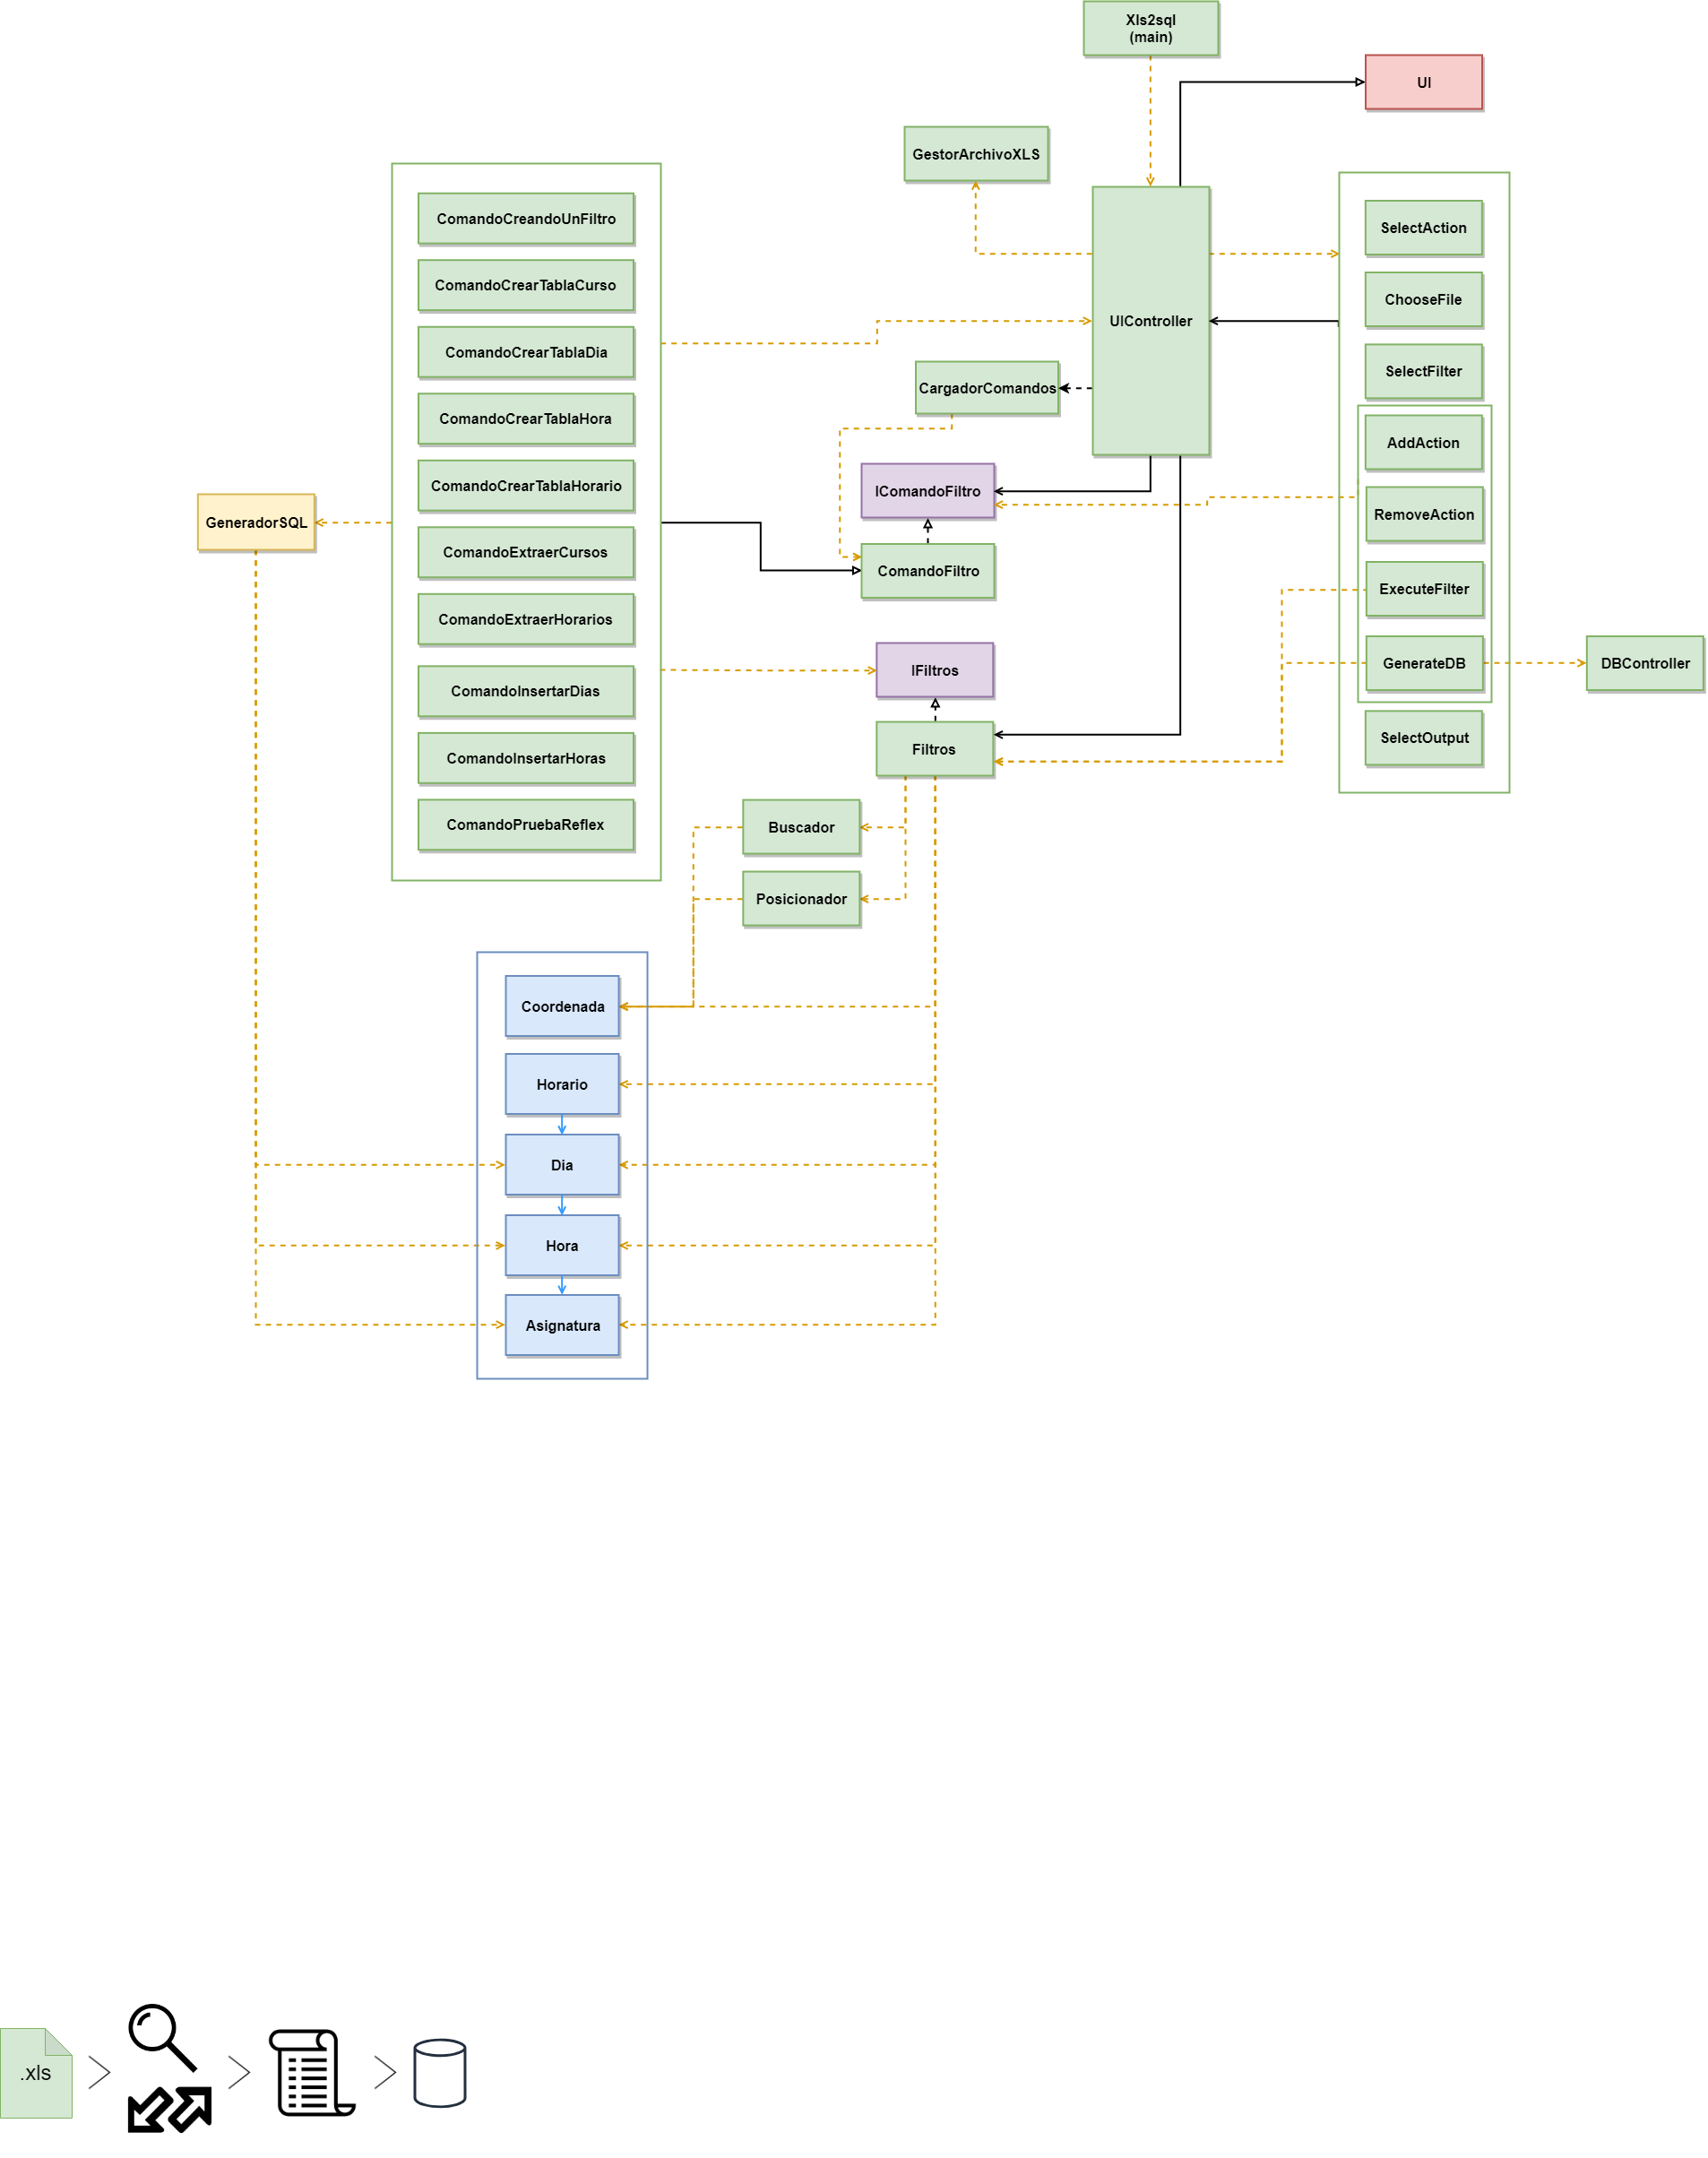 Xls2sql
(main)
UI
GestorArchivoXLS
ComandoCreandoUnFiltro
ComandoCrearTablaCurso
ComandoCrearTablaDia
ComandoCrearTablaHora
ComandoCrearTablaHorario
ComandoExtraerCursos
ComandoExtraerHorarios
ComandoInsertarDias
ComandoInsertarHoras
ComandoPruebaReflex
GeneradorSQL
UIController
CargadorComandos
IComandoFiltro
ComandoFiltro
IFiltros
Filtros
Buscador
Posicionador
SelectAction
ChooseFile
SelectFilter
AddAction
RemoveAction
ExecuteFilter
GenerateDB
SelectOutput
DBController
Coordenada
Horario
Dia
Hora
Asignatura
.xls